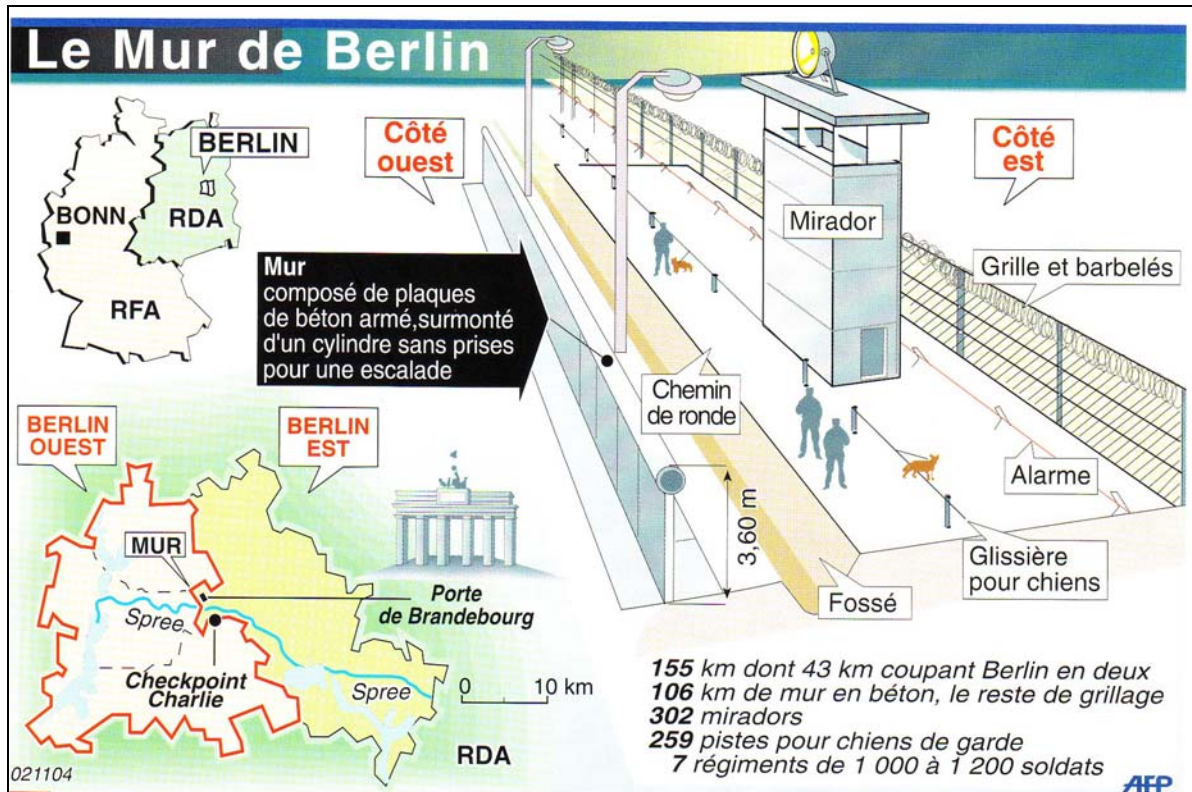 Le Mur de Berlin
BERLIN
BONN
RDA
RFA
Côté
ouest
Côté
est
Mirador
Grille et barbelés
Mur
composé de plaques
de béton armé,surmonté
d'un cylindre sans prises
pour une escalade
Chemin
de ronde
Alarme
3,60 m
Glissière
pour chiens
Fossé
BERLIN
OUEST
BERLIN
EST
MUR
Porte
de Brandebourg
Spree
Checkpoint
Charlie
Spree
0 10 km
RDA
155 km dont 43 km coupant Berlin en deux
106 km de mur en béton, le reste de grillage
302 miradors
259 pistes pour chiens de garde
7 régiments de 1 000 à 1 200 soldats
021104
AFP